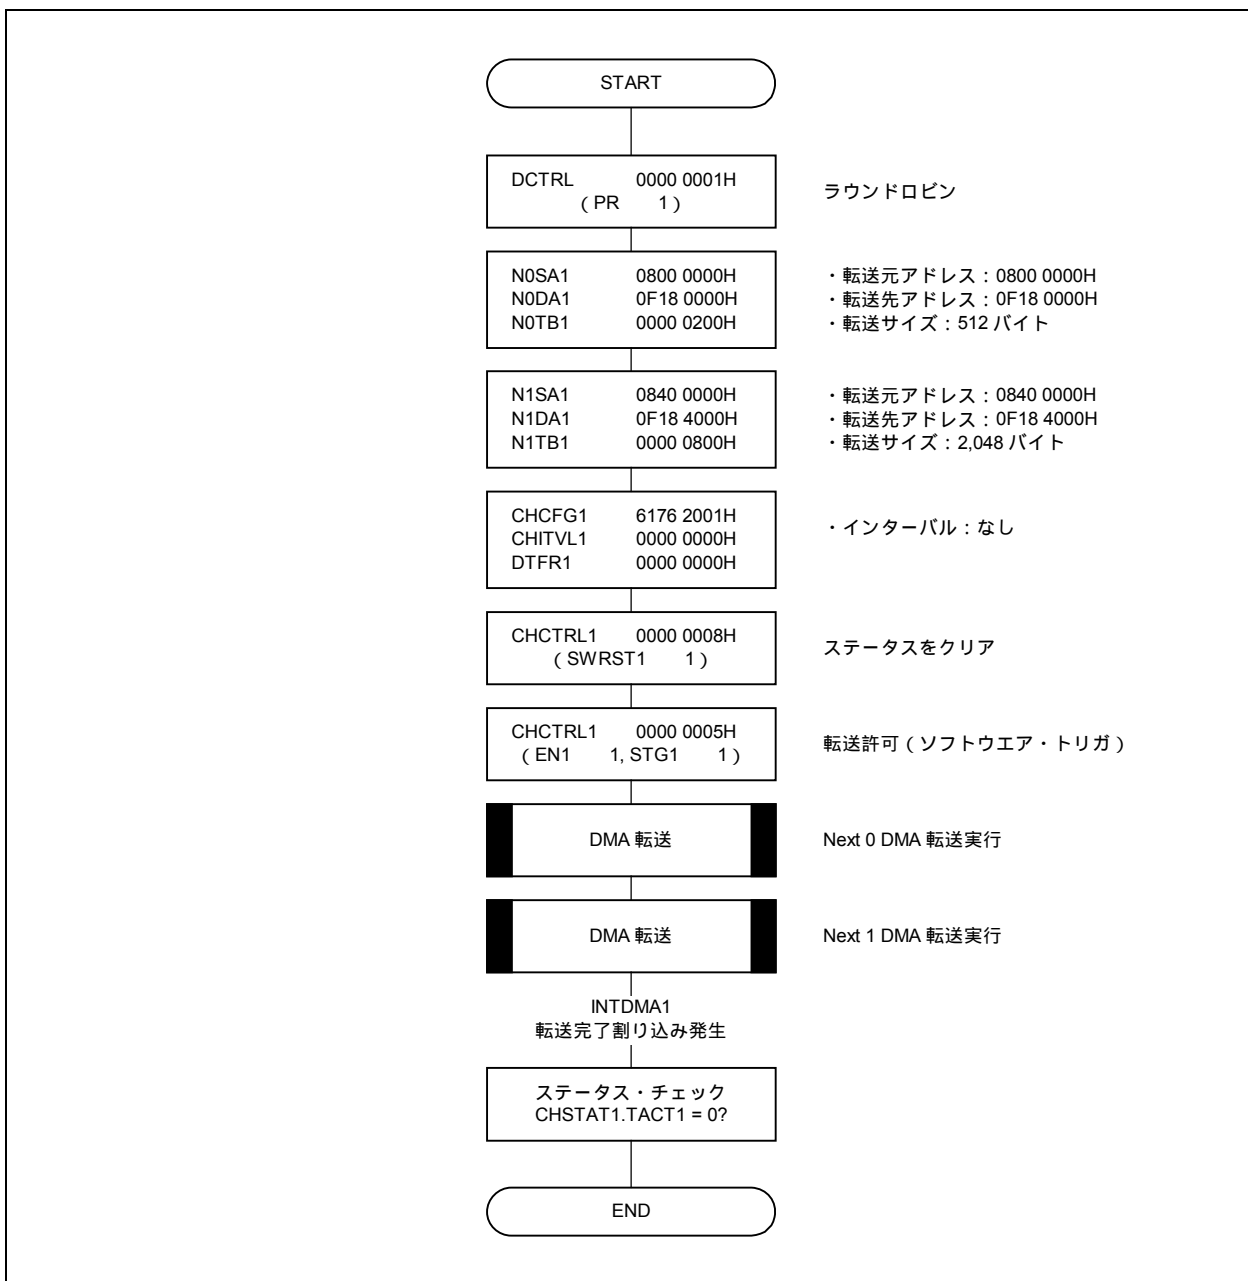 START
DCTRL 0000 0001H
( PR 1 )
ラウンドロビン
N0SA1 0800 0000H
N0DA1 0F18 0000H
N0TB1 0000 0200H
・転送元アドレス：0800 0000H
・転送先アドレス：0F18 0000H
・転送サイズ：512 バイト
N1SA1 0840 0000H
N1DA1 0F18 4000H
N1TB1 0000 0800H
・転送元アドレス：0840 0000H
・転送先アドレス：0F18 4000H
・転送サイズ：2,048 バイト
CHCFG1 6176 2001H
CHITVL1 0000 0000H
DTFR1 0000 0000H
・インターバル：なし
CHCTRL1 0000 0008H
( SWRST1 1 )
ステータスをクリア
CHCTRL1 0000 0005H
( EN1 1, STG1 1 )
転送許可（ソフトウエア・トリガ）
DMA 転送
Next 0 DMA 転送実行
DMA 転送
Next 1 DMA 転送実行
INTDMA1
転送完了割り込み発生
ステータス・チェック
CHSTAT1.TACT1 = 0?
END